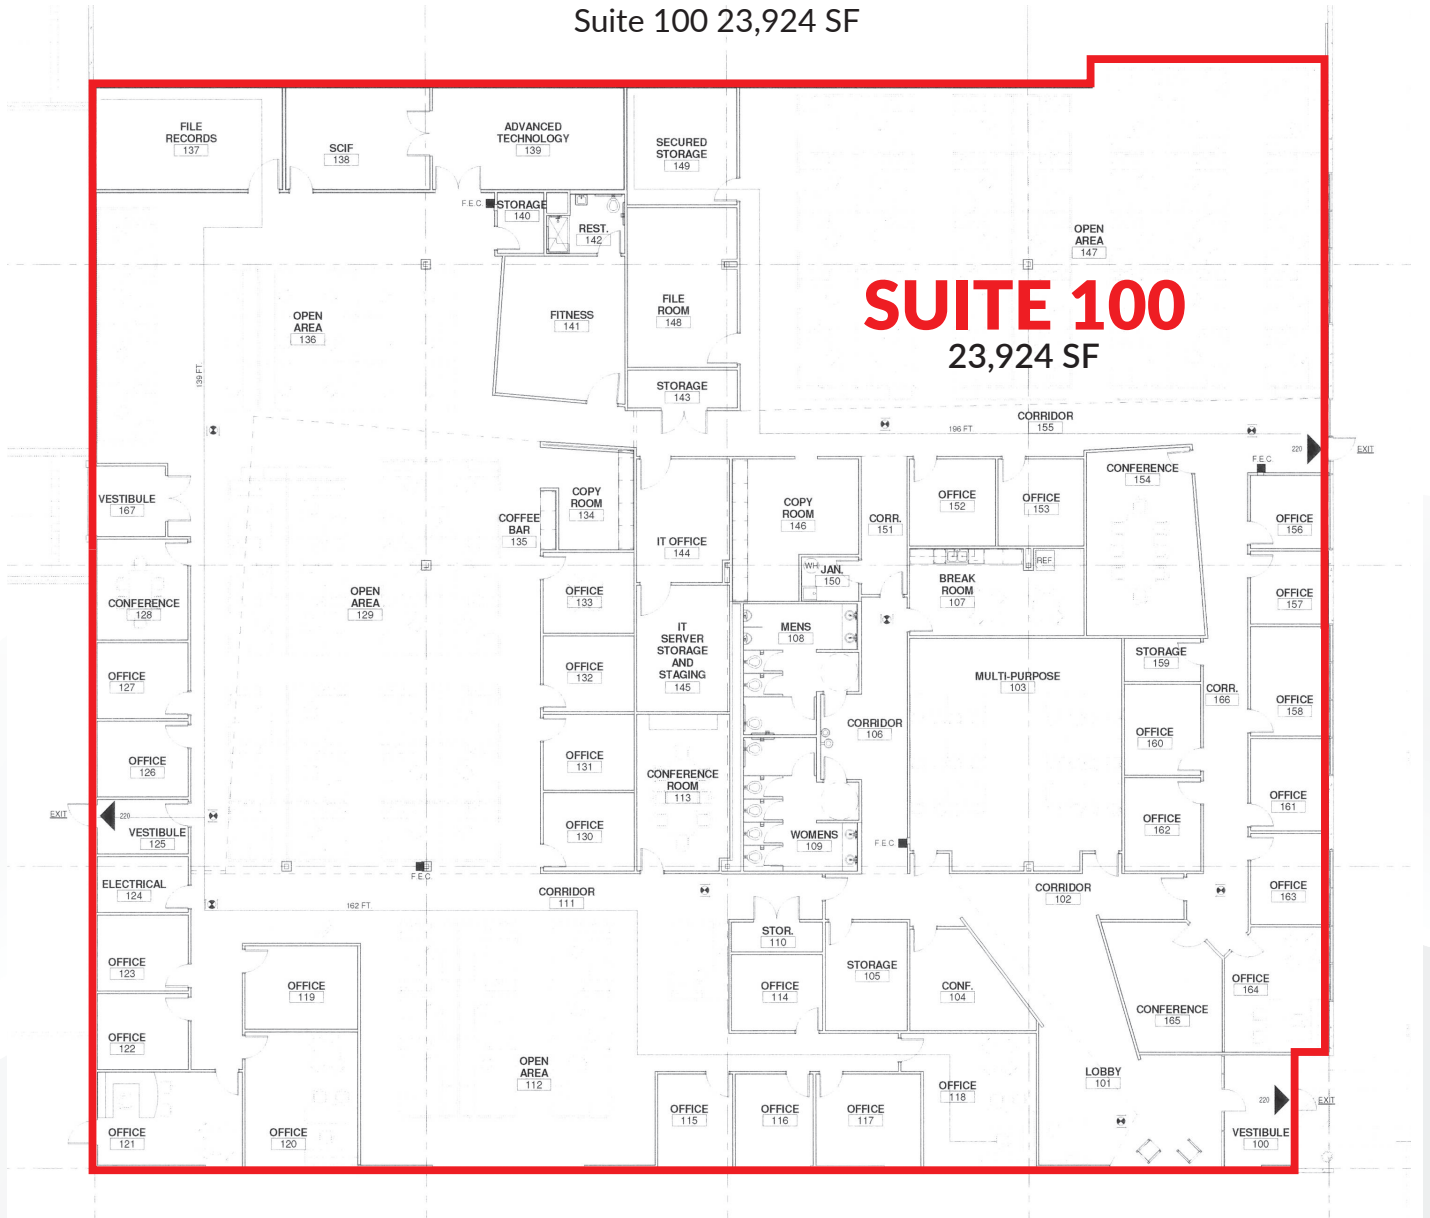 Suite 100 23,924 SF
FILE
RECORDS
137
SCIF
138
ADVANCED
TECHNOLOGY
139
SECURED
STORAGE
149
F.E.C.
STORAGE
140
REST.
142
OPEN
AREA
147
SUITE 100
23,924 SF
OPEN
AREA
136
FITNESS
141
FILE
ROOM
148
139 FT
STORAGE
143
CORRIDOR
155
196 FT
220
EXIT
F.E.C.
VESTIBULE
167
COPY
ROOM
134
COFFEE
BAR
135
IT OFFICE
144
COPY
ROOM
146
CORR.
151
OFFICE
152
OFFICE
153
CONFERENCE
154
OFFICE
156
WH
JAN.
150
REF.
BREAK
ROOM
107
CONFERENCE
128
OPEN
AREA
129
OFFICE
133
OFFICE
157
IT
SERVER
STORAGE
AND
STAGING
145
MENS
108
STORAGE
159
OFFICE
127
OFFICE
132
MULTI-PURPOSE
103
CORR.
166
OFFICE
158
CORRIDOR
106
OFFICE
160
OFFICE
126
OFFICE
131
CONFERENCE
ROOM
113
OFFICE
161
EXIT
220
VESTIBULE
125
OFFICE
130
WOMENS
109
F.E.C.
OFFICE
162
F.E.C.
ELECTRICAL
124
CORRIDOR
111
162 FT
CORRIDOR
102
OFFICE
163
STOR.
110
OFFICE
123
OFFICE
119
OFFICE
114
STORAGE
105
CONF.
104
OFFICE
164
CONFERENCE
165
OFFICE
122
OPEN
AREA
112
OFFICE
118
LOBBY
101
OFFICE
115
OFFICE
116
OFFICE
117
220
EXIT
OFFICE
121
OFFICE
120
VESTIBULE
100